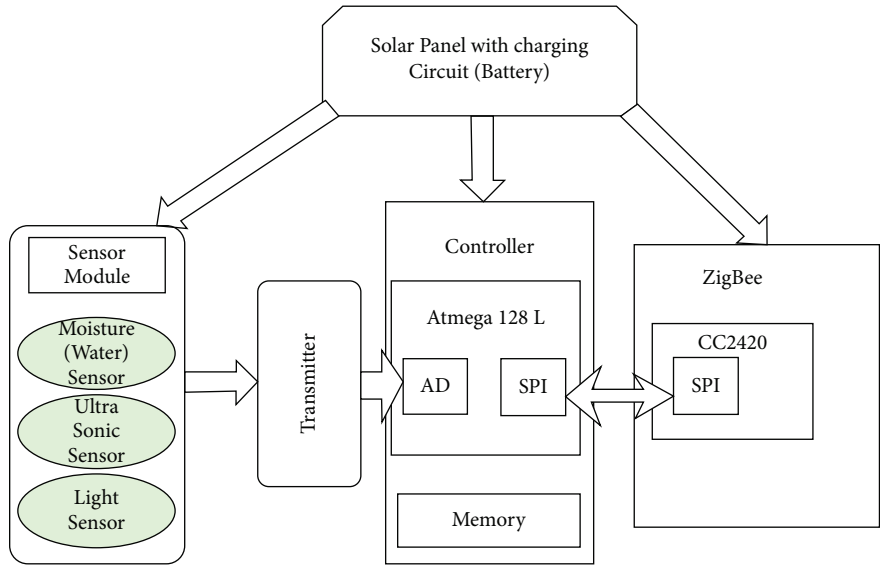 Solar Panel with charging
Circuit (Battery)
Sensor
Module
Moisture
(Water)
Sensor
Ultra
Sonic
Sensor
Light
Sensor
Transmitter
Controller
Atmega 128 L
AD
SPI
Memory
ZigBee
CC2420
SPI